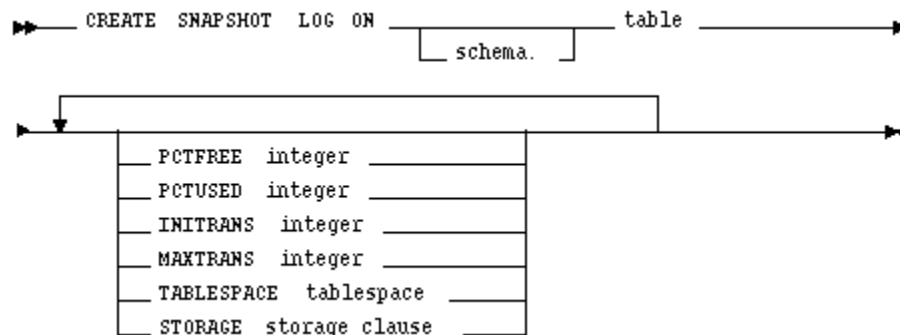 CREATE SNAPSHOT LOG ON table
schema.
PCTFREE integer
PCTUSED integer
INITRANS integer
MAXTRANS integer
TABLESPACE tablespace
STORAGE storage clause